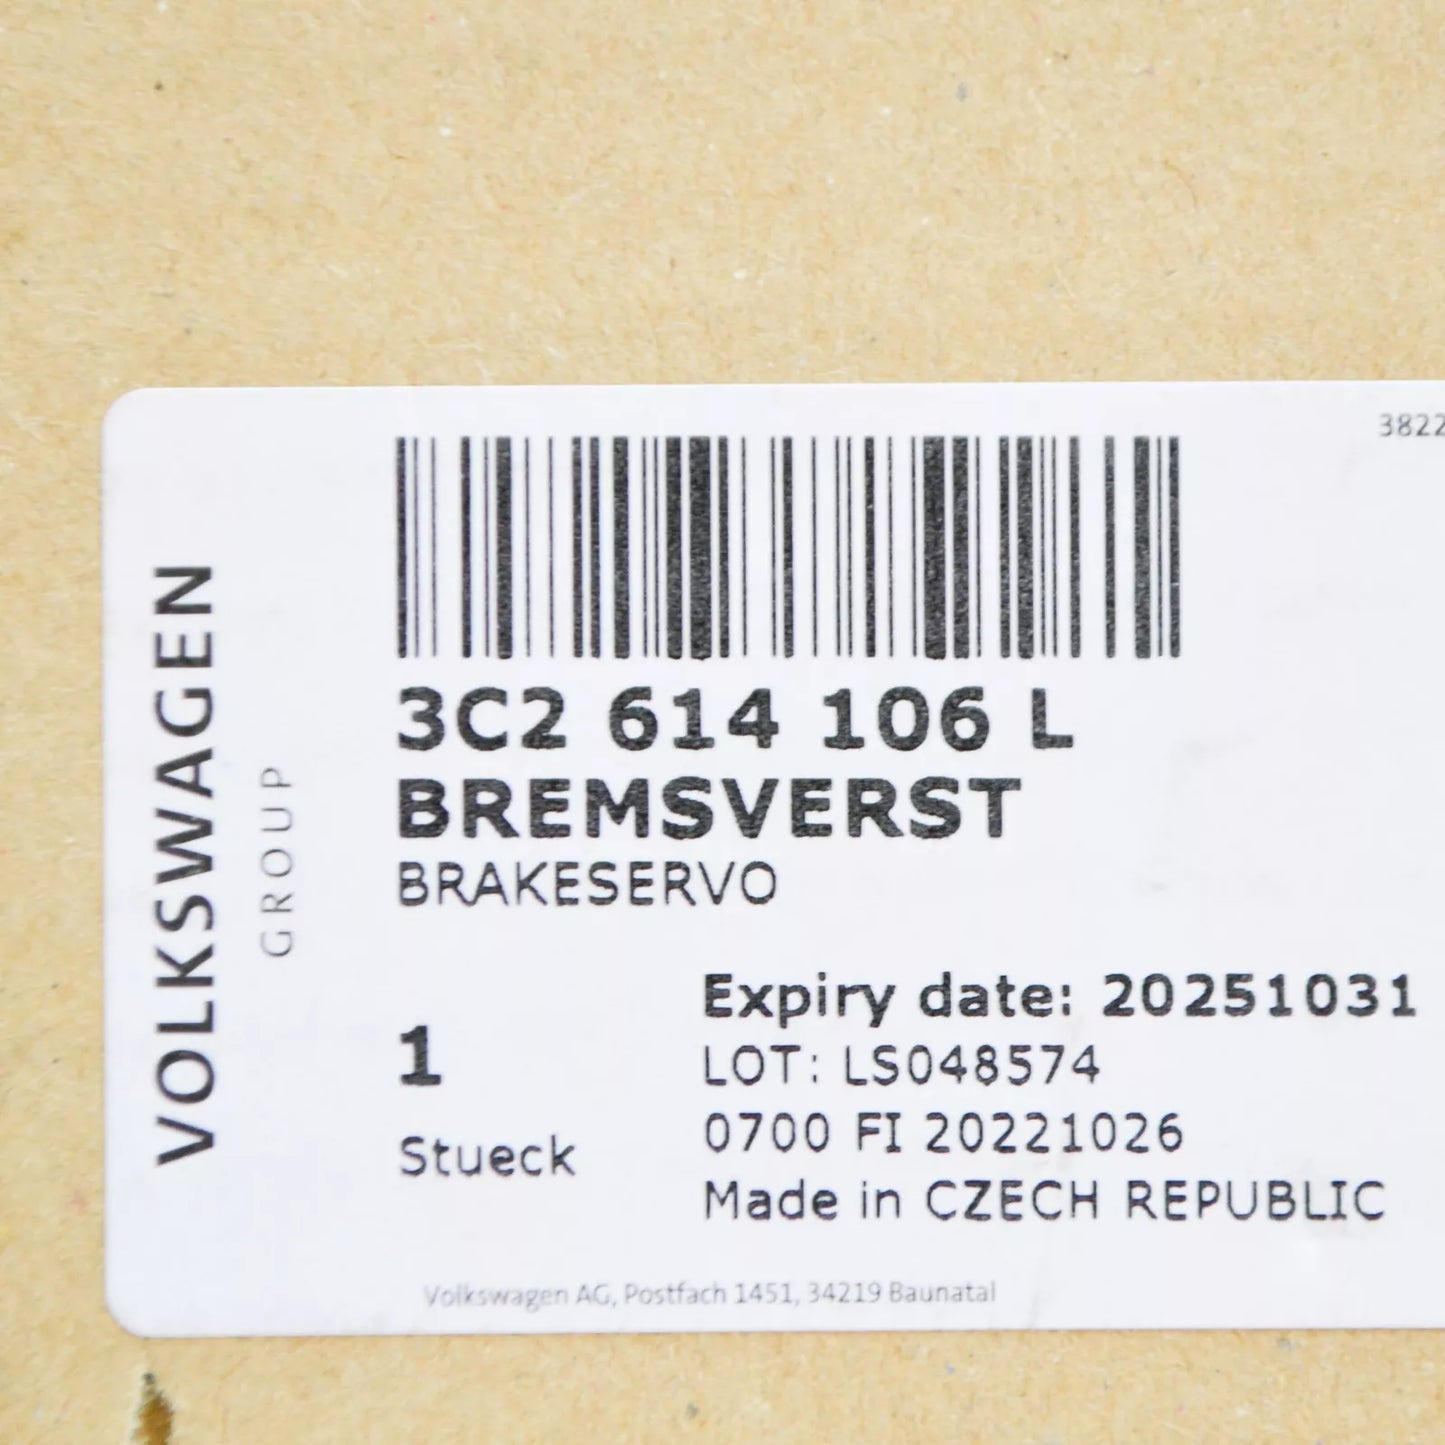 3822
VOLKSWAGEN
GROUP
3C2 614 106 L
BREMSVERST
BRAKESERVO
Expiry date: 20251031
1
LOT: LS048574
0700 FI 20221026
Stueck
Made in CZECH REPUBLIC
Volkswagen AG, Postfach 1451, 34219 Baunatal